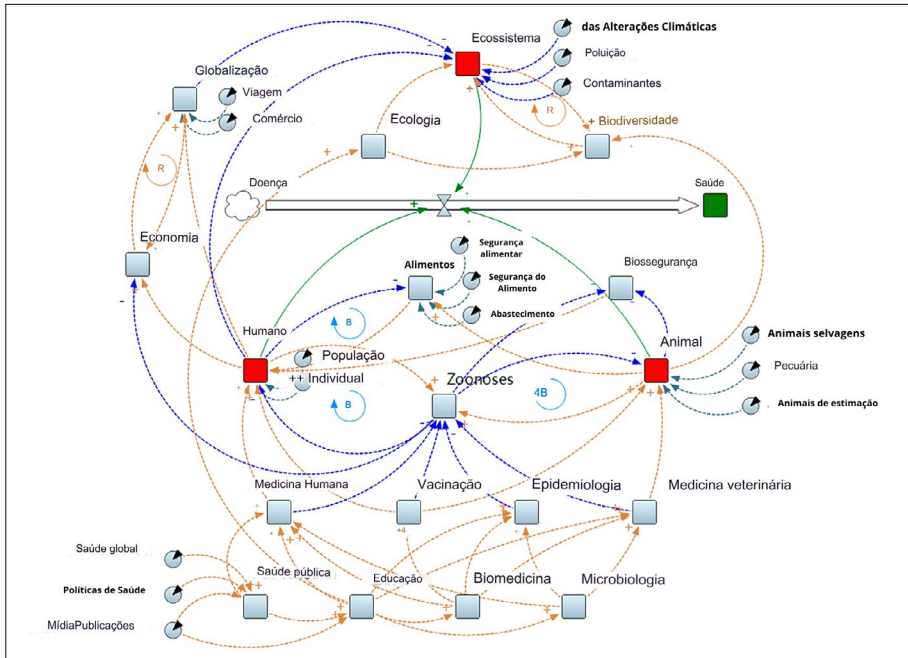 Ecossistema
das Alterações Climáticas
Poluição
Contaminantes
Globalização
Viagem
Comércio
Ecologia
R
+ Biodiversidade
R
Doença
Saúde
Economia
Alimentos
Segurança
alimentar
Segurança do
Alimento
Abastecimento
Biossegurança
Humano
B
População
++ Individual
B
Zoonoses
4B
Animal
Animais selvagens
Pecuária
Animais de estimação
Medicina Humana
Vacinação
Epidemiologia
Medicina veterinária
Saúde global
Políticas de Saúde
MídiaPublicações
Saúde pública
Educação
Biomedicina
Microbiologia